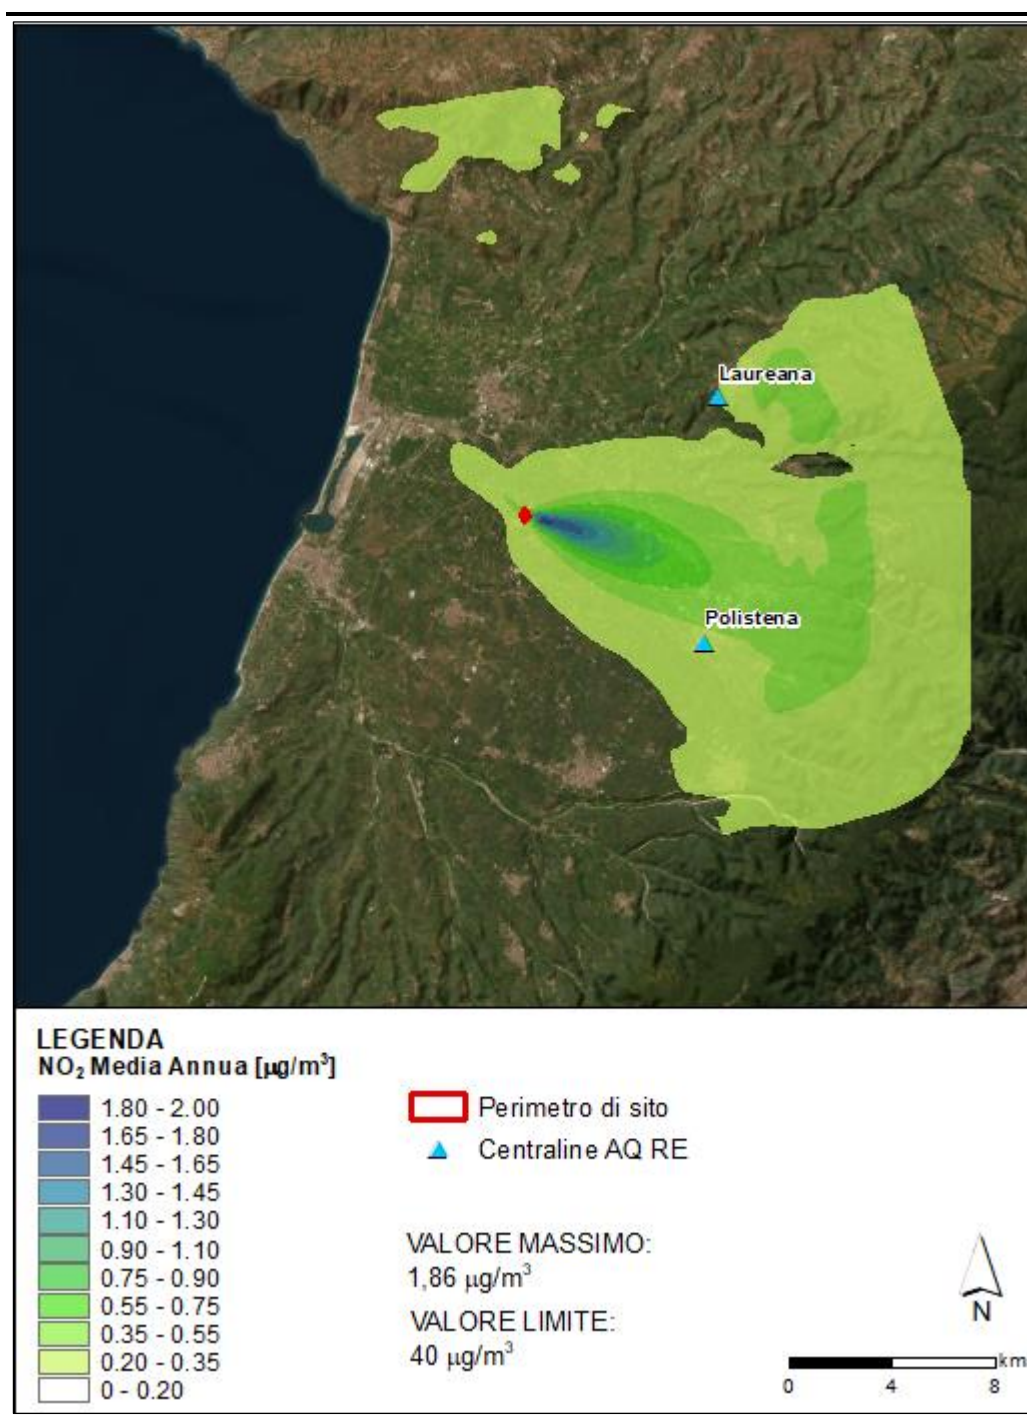 Laureana
Polistena
LEGENDA
NO₂ Media Annua [µg/m³]
1.80 - 2.00
1.65 - 1.80
1.45 - 1.65
1.30 - 1.45
1.10 - 1.30
0.90 - 1.10
0.75 - 0.90
0.55 - 0.75
0.35 - 0.55
0.20 - 0.35
0 - 0.20
Perimetro di sito
Centraline AQ RE
VALORE MASSIMO:
1,86 µg/m³
VALORE LIMITE:
40 µg/m³
N
km
0 4 8